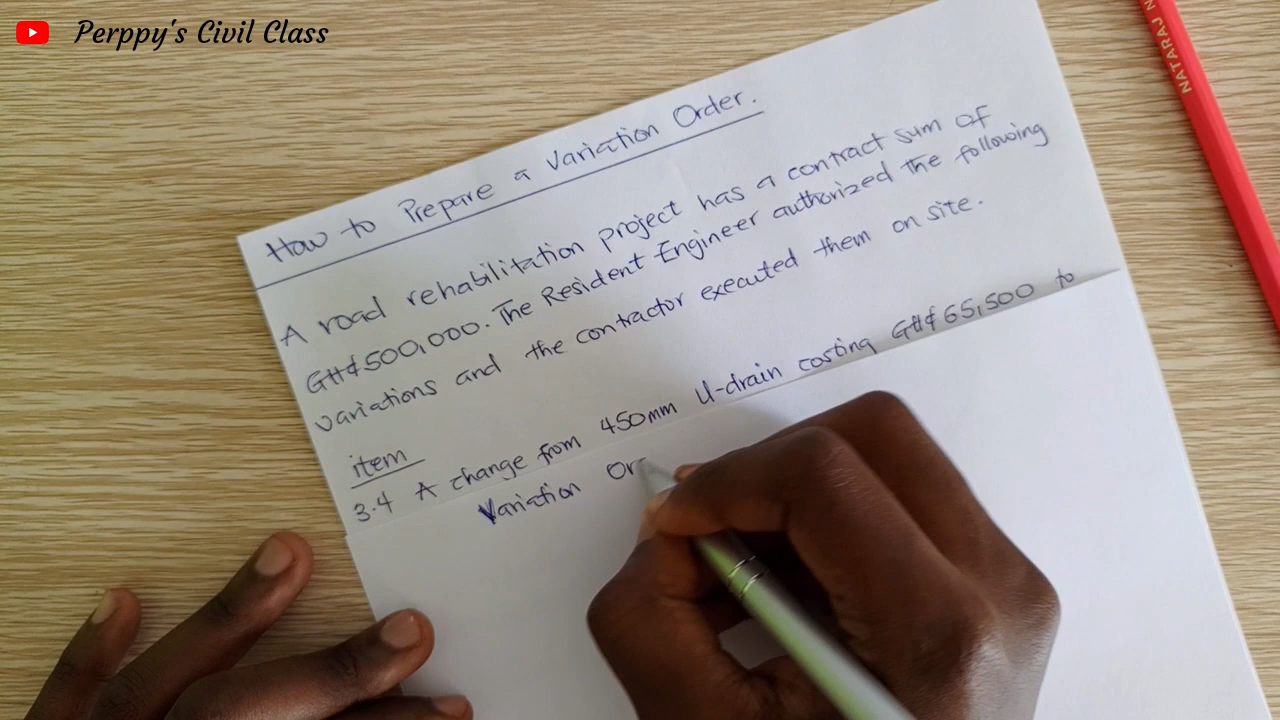 Perppy's Civil Class
How to Prepare a Variation Order.
A road rehabilitation project has a contract sum of
GH¢500,000. The Resident Engineer authorized the following
variations and the contractor executed them on site.
item
3.4 A change from 450mm U-drain costing GH¢65,500 to
Variation Or
NATARAJ